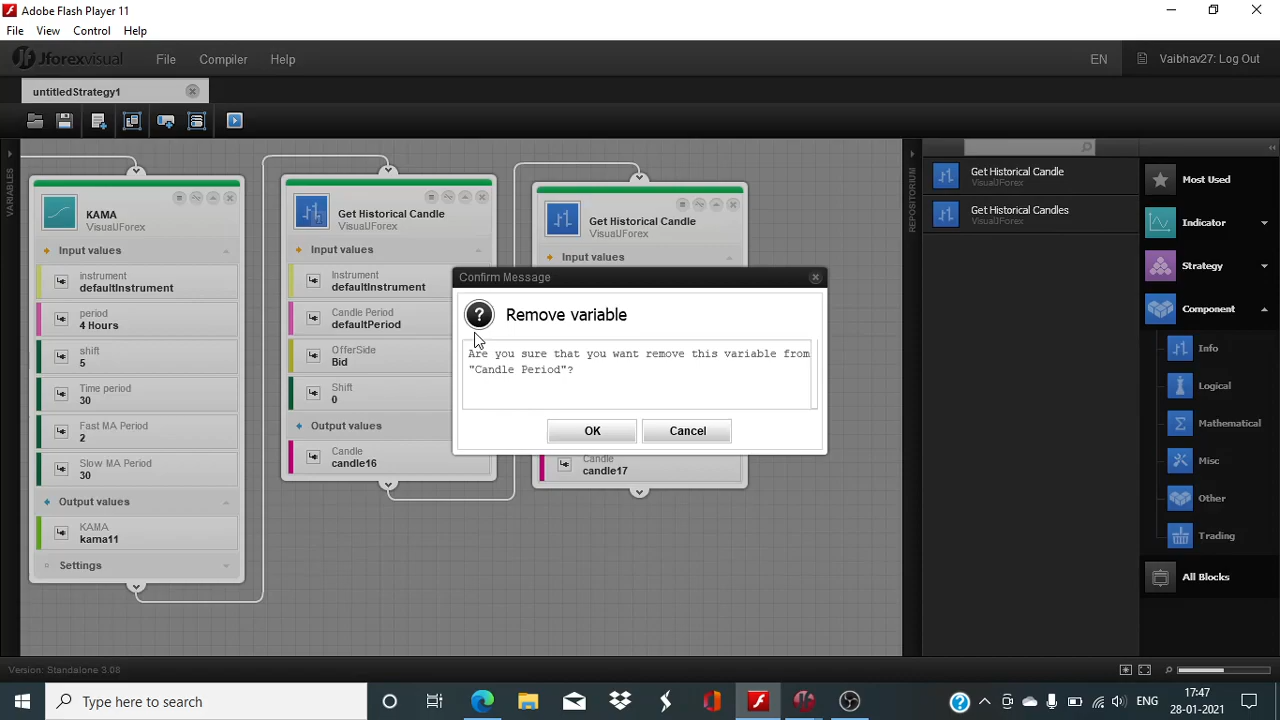 Adobe Flash Player 11
File View Control Help
Jforexvisual File Compiler Help EN Vaibhav27: Log Out
untitledStrategy1
VARIABLES
KAMA
VisualJForex
Input values
instrument
defaultInstrument
period
4 Hours
shift
5
Time period
30
Fast MA Period
2
Slow MA Period
30
Output values
KAMA
kama11
Settings
Get Historical Candle
VisualJForex
Input values
Instrument
defaultInstrument
Candle Period
defaultPeriod
OfferSide
Bid
Shift
0
Output values
Candle
candle16
Get Historical Candle
VisualJForex
Input values
Candle
candle17
Confirm Message
? Remove variable
Are you sure that you want remove this variable from
"Candle Period"?
OK Cancel
REPOSITORIUM
Get Historical Candle
VisualJForex
Get Historical Candles
VisualJForex
Most Used
Indicator
Strategy
Component
Info
Logical
Mathematical
Misc
Other
Trading
All Blocks
Version: Standalone 3.08
Type here to search
ENG
17:47
28-01-2021